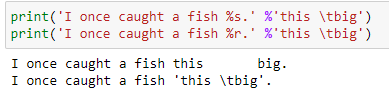 print('I once caught a fish %s.' %'this \tbig')
print('I once caught a fish %r.' %'this \tbig')
I once caught a fish this 	big.
I once caught a fish 'this \tbig'.